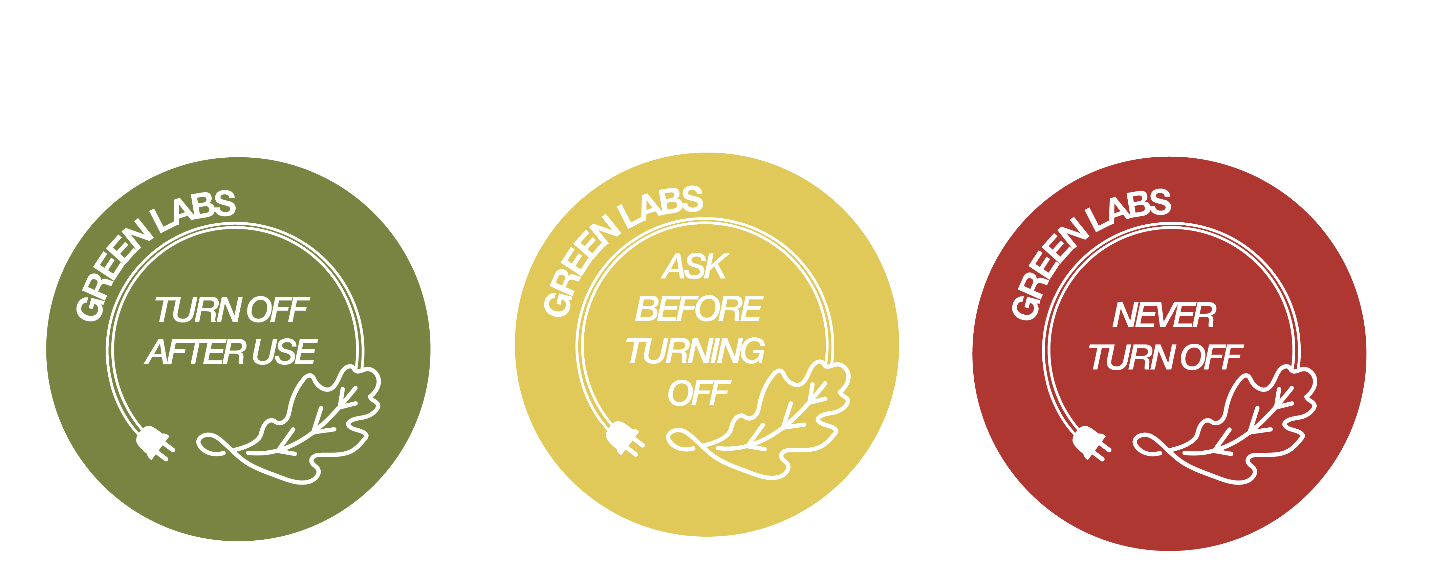 GREEN LABS
TURN OFF
AFTER USE
GREEN LABS
ASK
BEFORE
TURNING
OFF
GREEN LABS
NEVER
TURN OFF